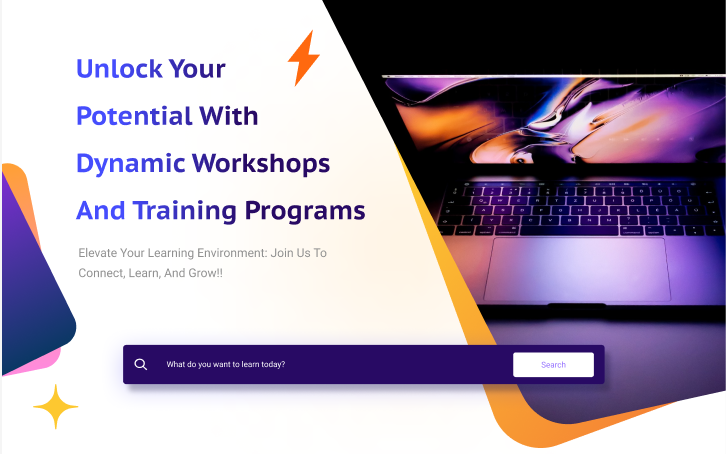 Unlock Your
Potential With
Dynamic Workshops
And Training Programs
Elevate Your Learning Environment: Join Us To
Connect, Learn, And Grow!!
What do you want to learn today?
Search